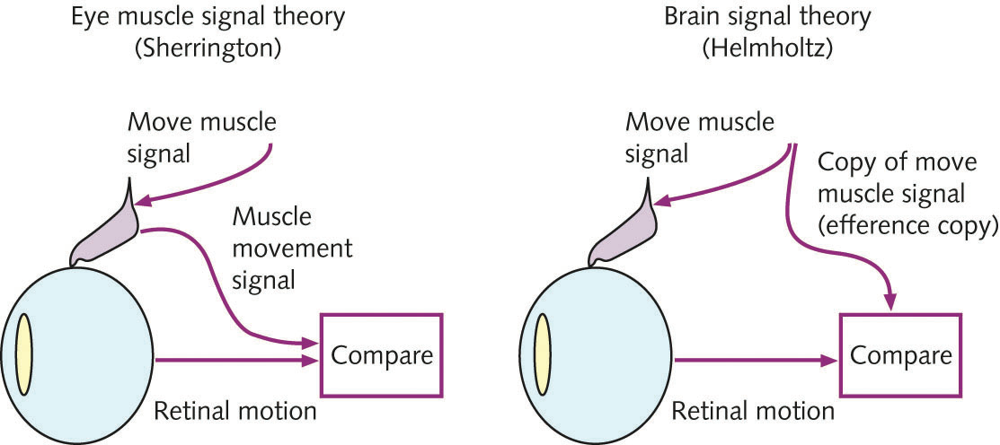 Eye muscle signal theory
(Sherrington)
Move muscle
signal
Muscle
movement
signal
Compare
Retinal motion
Brain signal theory
(Helmholtz)
Move muscle
signal
Copy of move
muscle signal
(efference copy)
Compare
Retinal motion